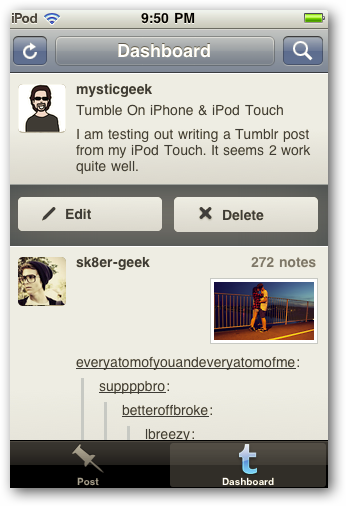 iPod 9:50 PM
Dashboard
mysticgeek
Tumble On iPhone & iPod Touch
I am testing out writing a Tumblr post
from my iPod Touch. It seems 2 work
quite well.
Edit Delete
sk8er-geek 272 notes
everyatomofyouandeveryatomofme:
suppppbro:
betteroffbroke:
lbreezy:
Post Dashboard